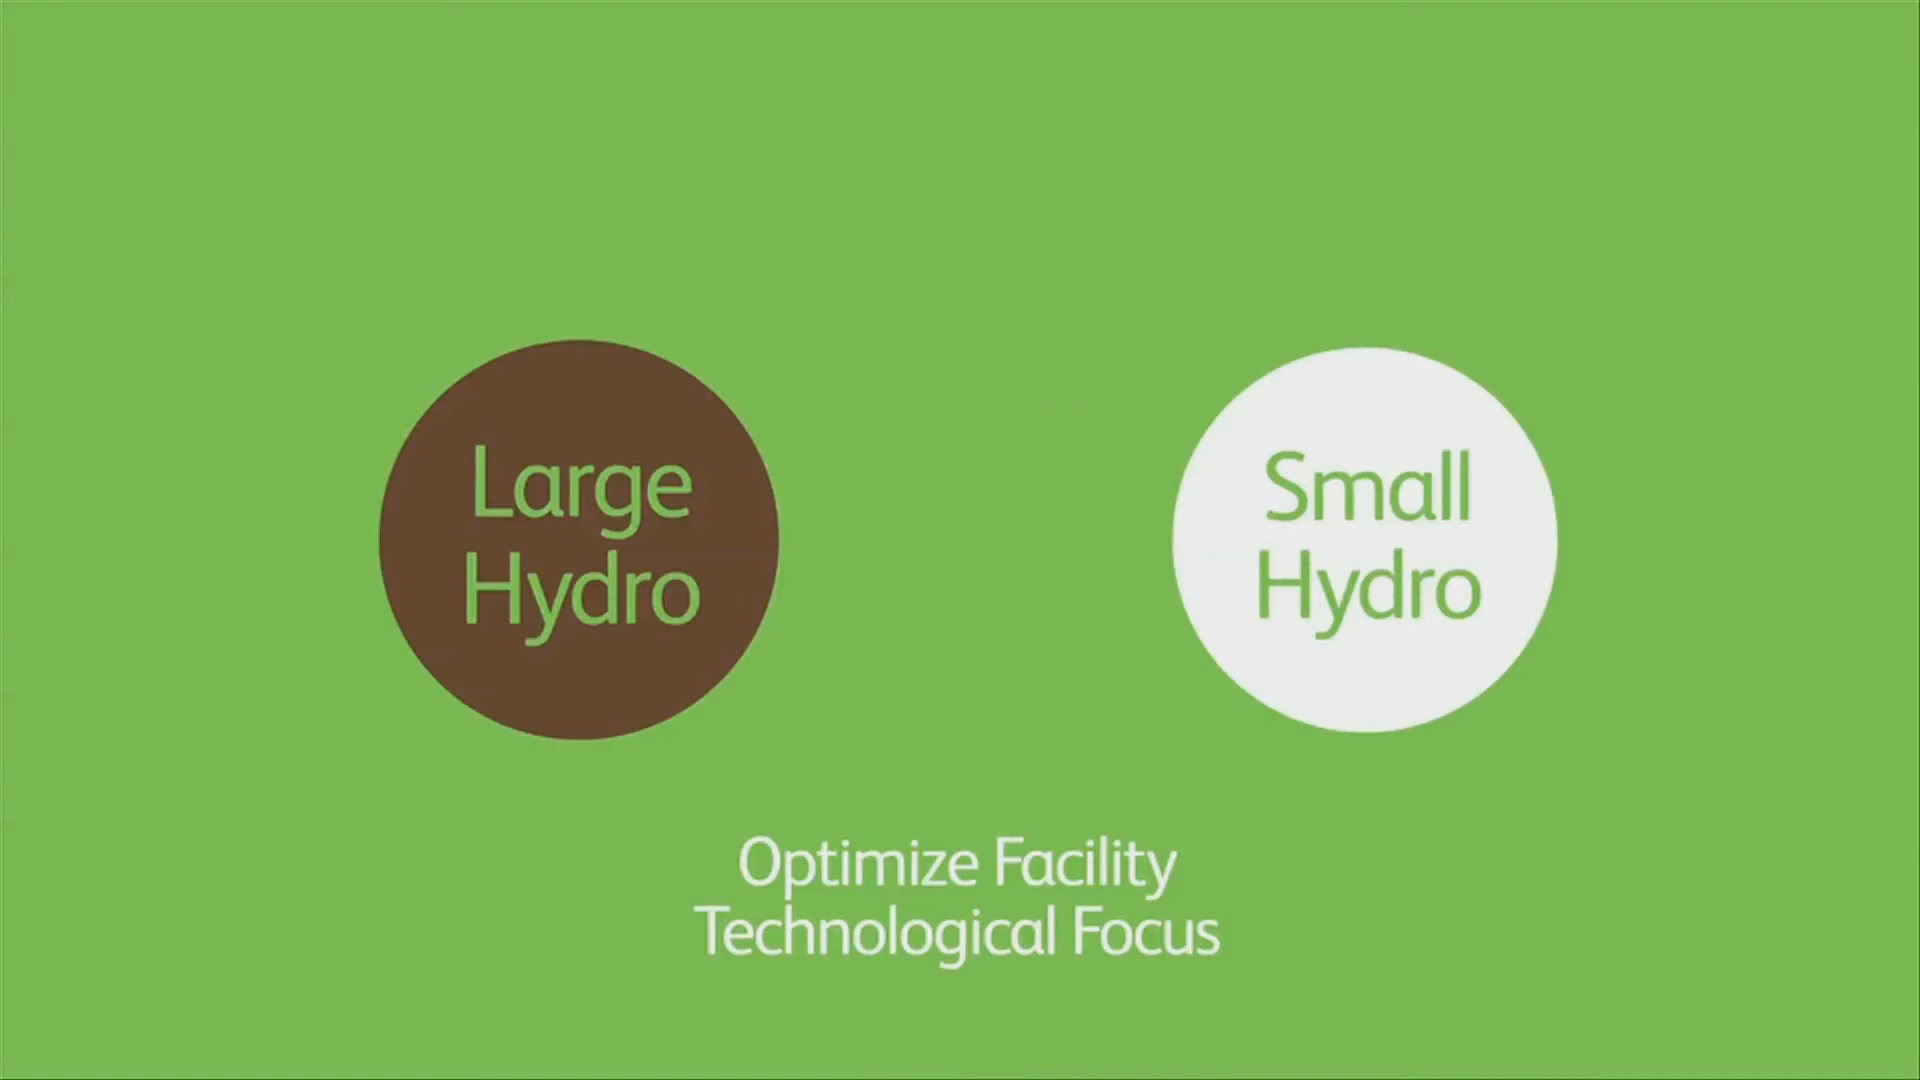 Large
Hydro
Small
Hydro
Optimize Facility
Technological Focus